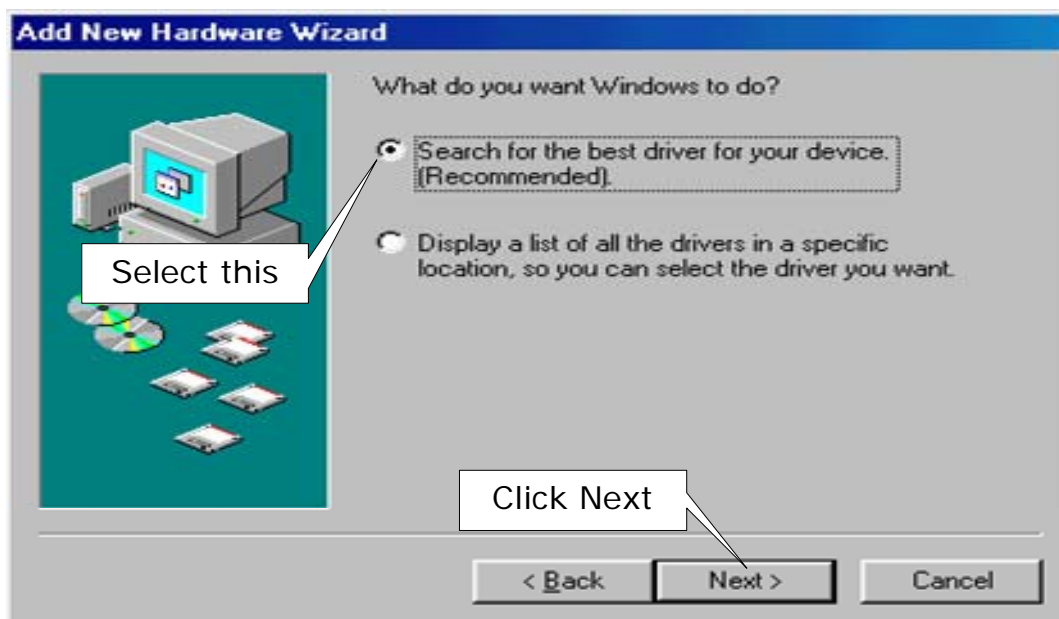 Add New Hardware Wizard
What do you want Windows to do?
Search for the best driver for your device.
(Recommended).
Display a list of all the drivers in a specific
location, so you can select the driver you want.
Select this
Click Next
< Back
Next >
Cancel